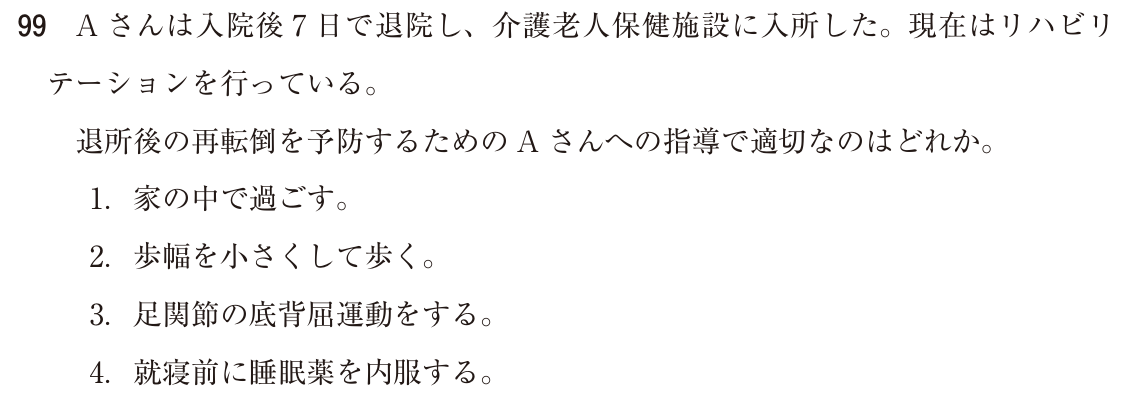 99 Aさんは入院後7日で退院し、介護老人保健施設に入所した。現在はリハビリ
テーションを行っている。
退所後の再転倒を予防するためのAさんへの指導で適切なのはどれか。
1. 家の中で過ごす。
2. 歩幅を小さくして歩く。
3. 足関節の底背屈運動をする。
4. 就寝前に睡眠薬を内服する。